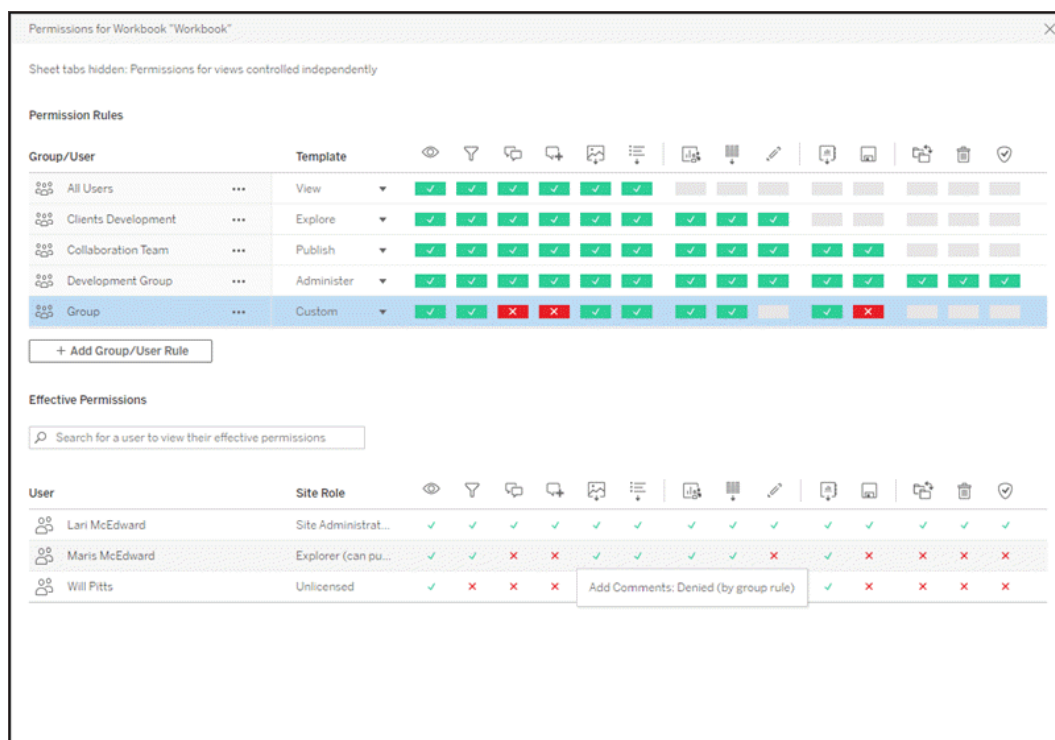 Permissions for Workbook "Workbook"
Sheet tabs hidden: Permissions for views controlled independently
Permission Rules
Group/User Template
All Users ... View
Clients Development ... Explore
Collaboration Team ... Publish
Development Group ... Administer
Group ... Custom
+ Add Group/User Rule
Effective Permissions
Search for a user to view their effective permissions
User Site Role
Lari McEdward Site Administrat...
Maris McEdward Explorer (can pu...
Will Pitts Unlicensed
Add Comments: Denied (by group rule)